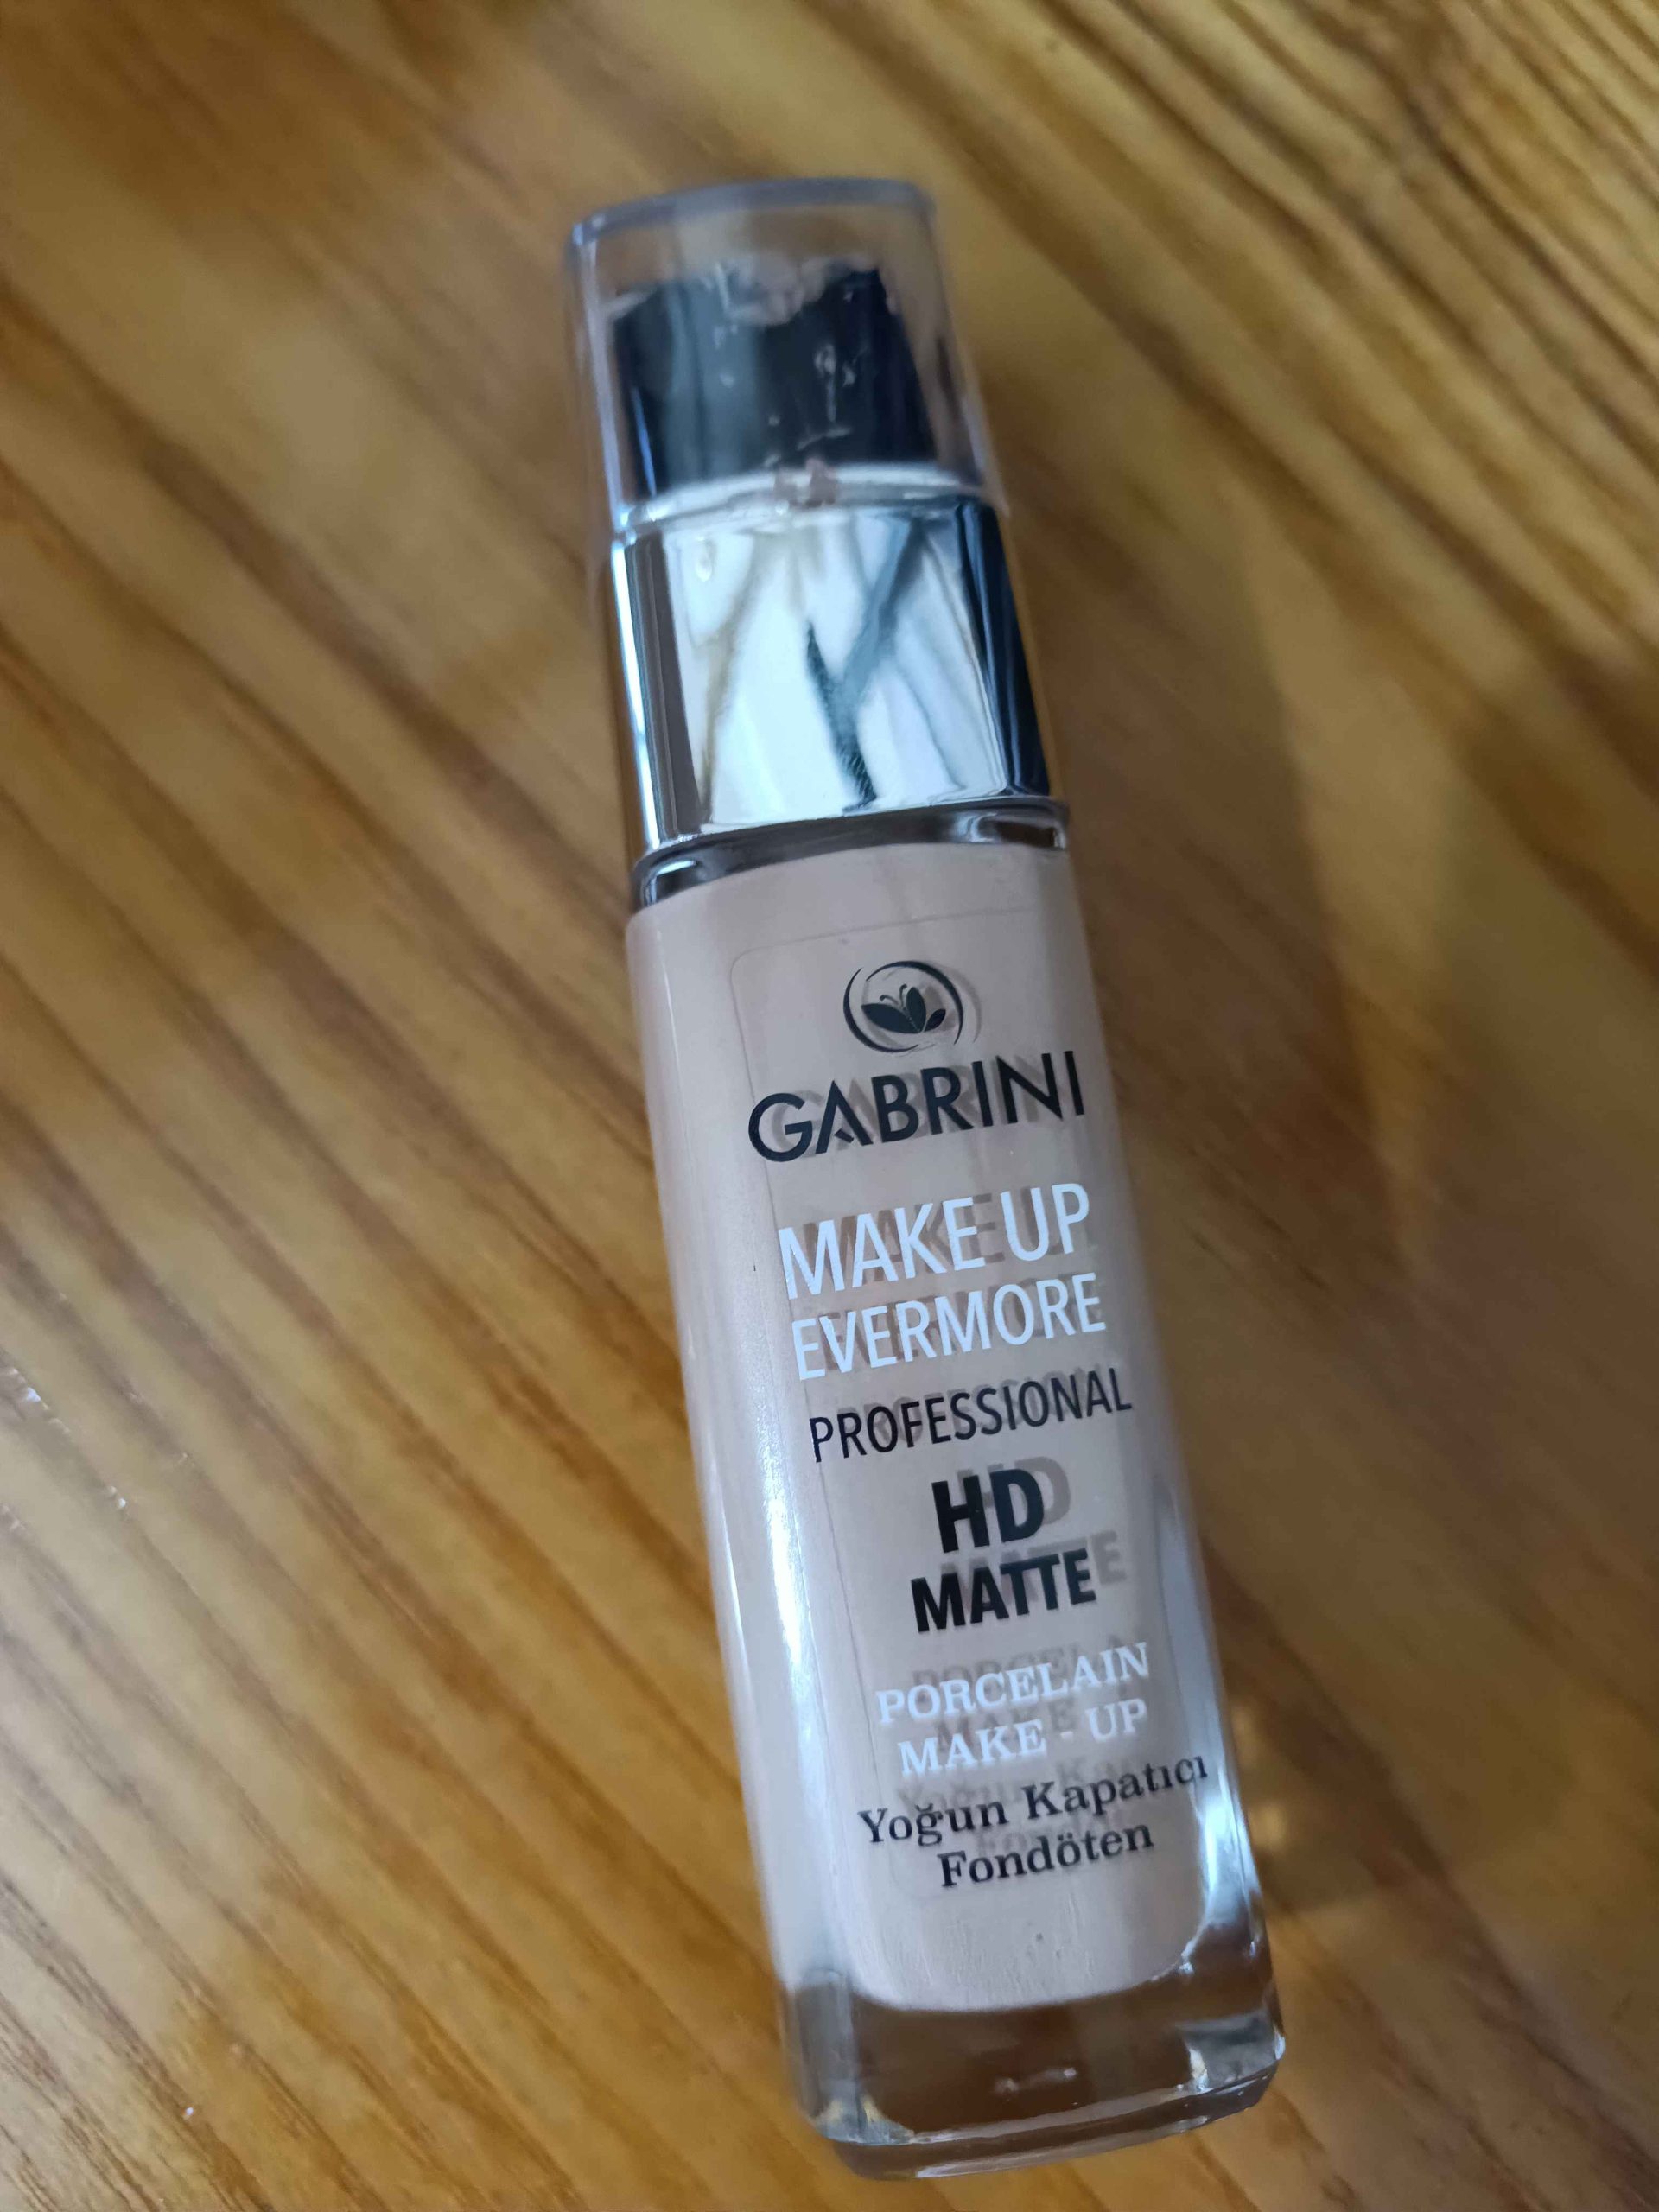 GABRINI
MAKE UP
EVERMORE
PROFESSIONAL
HD
MATTE
PORCELAIN
MAKE - UP
Yoğun Kapatıcı
Fondöten